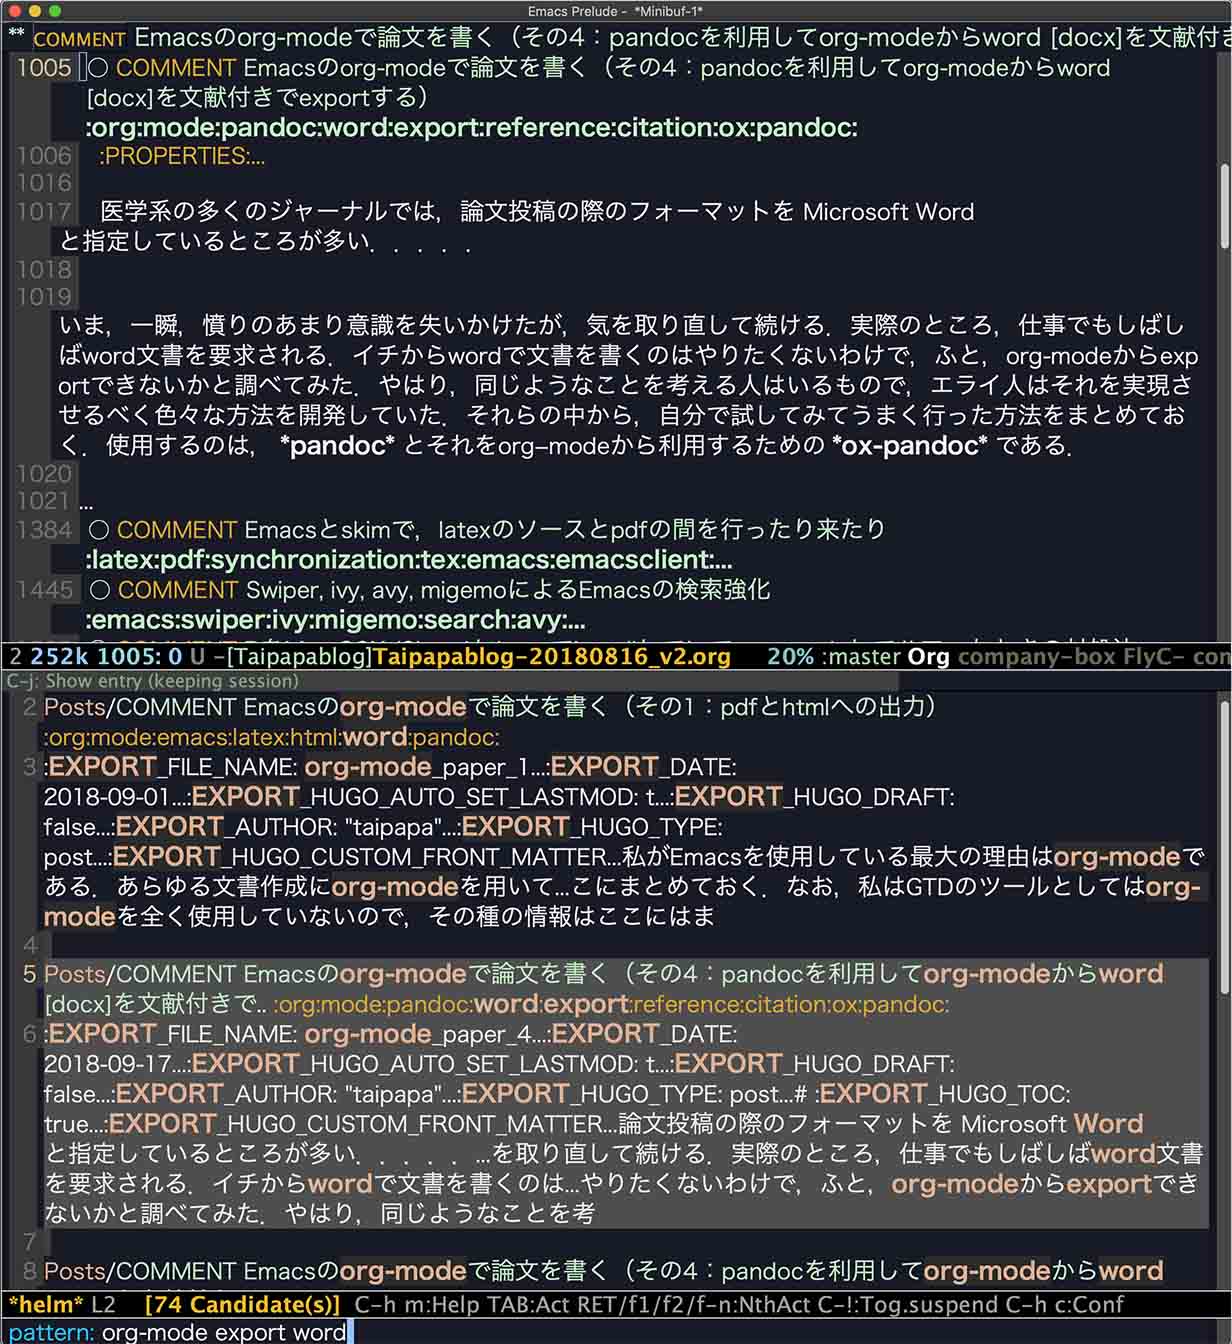 Emacs Prelude - *Minibuf-1*
** COMMENT Emacsのorg-modeで論文を書く（その4：pandocを利用してorg-modeからword [docx]を文献付き
1005 ○ COMMENT Emacsのorg-modeで論文を書く（その4：pandocを利用してorg-modeからword
[docx]を文献付きでexportする）
:org:mode:pandoc:word:export:reference:citation:ox:pandoc:
1006 :PROPERTIES:...
1016
1017 医学系の多くのジャーナルでは，論文投稿の際のフォーマットを Microsoft Word
と指定しているところが多い．．．．．
1018
1019
いま，一瞬，憤りのあまり意識を失いかけたが，気を取り直して続ける．実際のところ，仕事でもしばし
ばword文書を要求される．イチからwordで文書を書くのはやりたくないわけで，ふと，org-modeからexp
ortできないかと調べてみた．やはり，同じようなことを考える人はいるもので，エライ人はそれを実現さ
せるべく色々な方法を開発していた．それらの中から，自分で試してみてうまく行った方法をまとめてお
く．使用するのは， *pandoc* とそれをorg–modeから利用するための *ox-pandoc* である．
1020
1021 ...
1384 ○ COMMENT Emacsとskimで，latexのソースとpdfの間を行ったり来たり
:latex:pdf:synchronization:tex:emacs:emacsclient:...
1445 ○ COMMENT Swiper, ivy, avy, migemoによるEmacsの検索強化
:emacs:swiper:ivy:migemo:search:avy:...
2 252k 1005: 0 U -[Taipapablog]Taipapablog-20180816_v2.org 20% :master Org company-box FlyC- con
C-j: Show entry (keeping session)
2 Posts/COMMENT Emacsのorg-modeで論文を書く（その1：pdfとhtmlへの出力）
:org:mode:emacs:latex:html:word:pandoc:
3 :EXPORT_FILE_NAME: org-mode_paper_1...:EXPORT_DATE:
2018-09-01...:EXPORT_HUGO_AUTO_SET_LASTMOD: t...:EXPORT_HUGO_DRAFT:
false...:EXPORT_AUTHOR: "taipapa"...:EXPORT_HUGO_TYPE:
post...:EXPORT_HUGO_CUSTOM_FRONT_MATTER...私がEmacsを使用している最大の理由はorg-modeで
ある．あらゆる文書作成にorg-modeを用いて...こにまとめておく．なお，私はGTDのツールとしてはorg-
modeを全く使用していないので，その種の情報はここにはま
4
5 Posts/COMMENT Emacsのorg-modeで論文を書く（その4：pandocを利用してorg-modeからword
[docx]を文献付きで.. :org:mode:pandoc:word:export:reference:citation:ox:pandoc:
6 :EXPORT_FILE_NAME: org-mode_paper_4...:EXPORT_DATE:
2018-09-17...:EXPORT_HUGO_AUTO_SET_LASTMOD: t...:EXPORT_HUGO_DRAFT:
false...:EXPORT_AUTHOR: "taipapa"...:EXPORT_HUGO_TYPE: post...# :EXPORT_HUGO_TOC:
true...:EXPORT_HUGO_CUSTOM_FRONT_MATTER...論文投稿の際のフォーマットを Microsoft Word
と指定しているところが多い．．．．．...を取り直して続ける．実際のところ，仕事でもしばしばword文書
を要求される．イチからwordで文書を書くのは...やりたくないわけで，ふと，org-modeからexportでき
ないかと調べてみた．やはり，同じようなことを考
7
8 Posts/COMMENT Emacsのorg-modeで論文を書く（その4：pandocを利用してorg-modeからword
*helm* L2 [74 Candidate(s)] C-h m:Help TAB:Act RET/f1/f2/f-n:NthAct C-!:Tog.suspend C-h c:Conf
pattern: org-mode export word